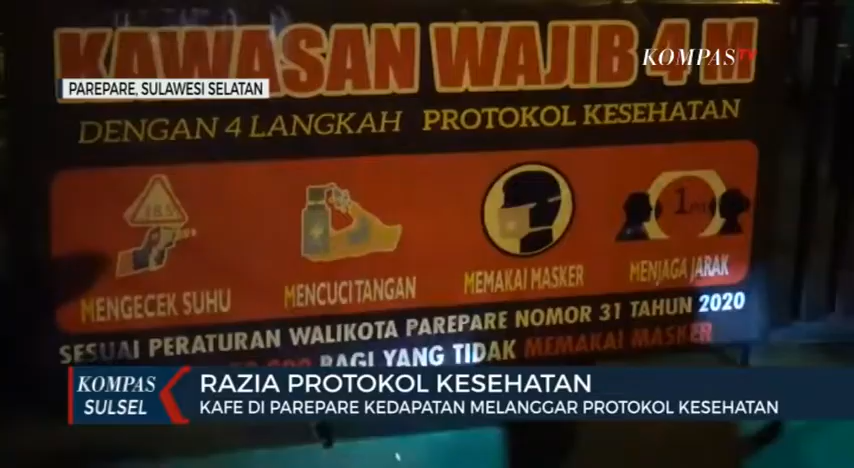 KAWASAN WAJIB 4 M
KOMPASTV
PAREPARE, SULAWESI SELATAN
DENGAN 4 LANGKAH PROTOKOL KESEHATAN
1M
MENGECEK SUHU
MENCUCI TANGAN
MEMAKAI MASKER
MENJAGA JARAK
SESUAI PERATURAN WALIKOTA PAREPARE NOMOR 31 TAHUN 2020
BAGI YANG TIDAK MEMAKAI MASKER
KOMPAS SULSEL
RAZIA PROTOKOL KESEHATAN
KAFE DI PAREPARE KEDAPATAN MELANGGAR PROTOKOL KESEHATAN